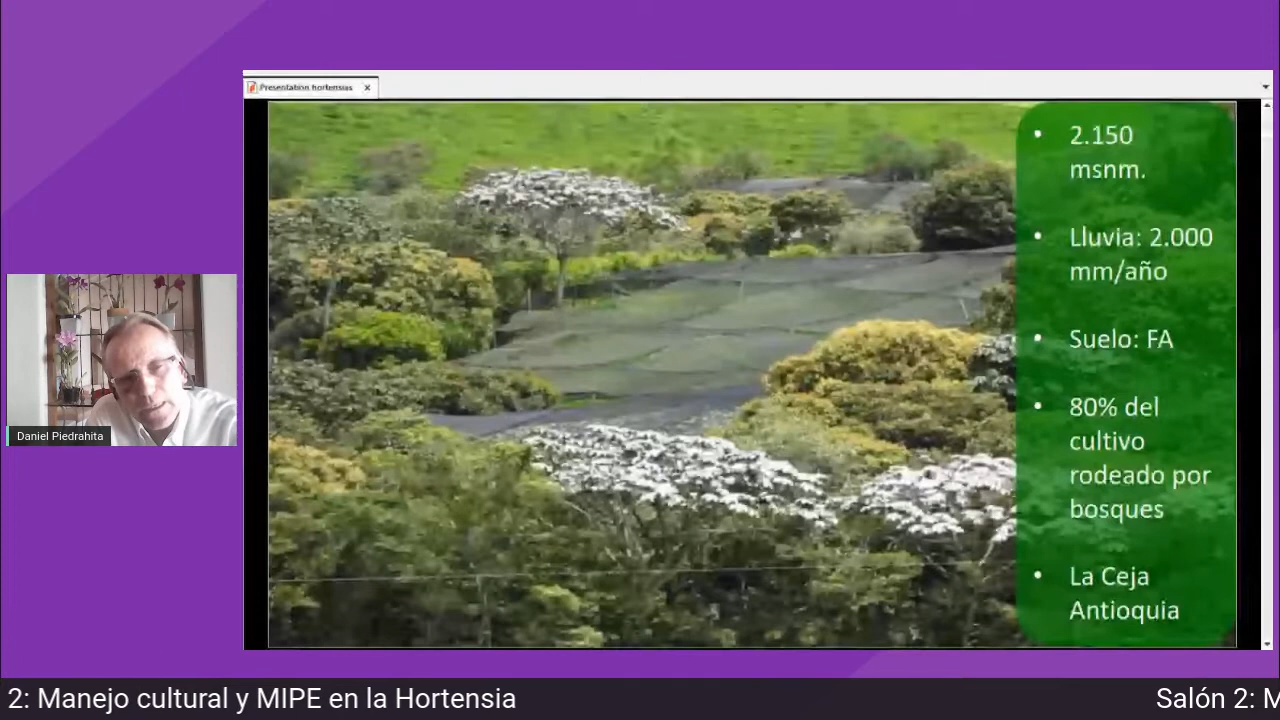 Presentation hortensias
• 2.150
msnm.
• Lluvia: 2.000
mm/año
• Suelo: FA
• 80% del
cultivo
rodeado por
bosques
• La Ceja
Antioquia
Daniel Piedrahita
2: Manejo cultural y MIPE en la Hortensia
Salón 2: M